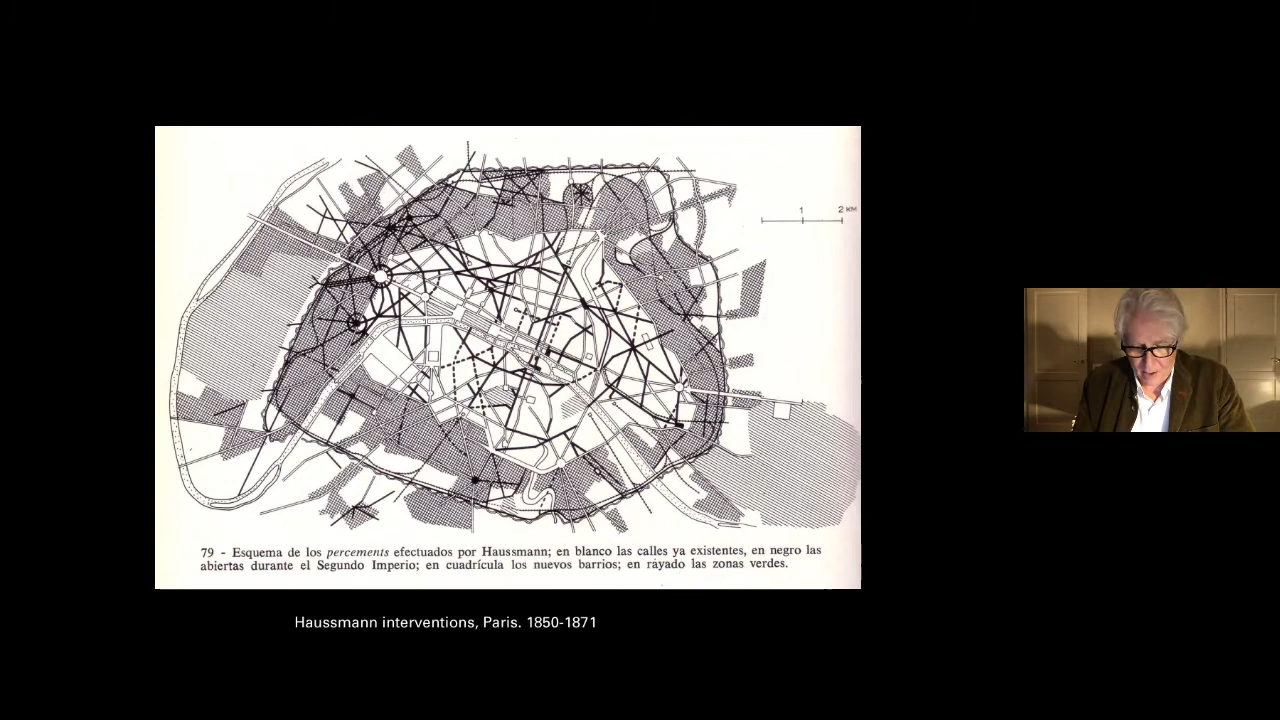 1 2 KM
79 - Esquema de los percements efectuados por Haussmann; en blanco las calles ya existentes, en negro las
abiertas durante el Segundo Imperio; en cuadrícula los nuevos barrios; en rayado las zonas verdes.
Haussmann interventions, Paris. 1850-1871